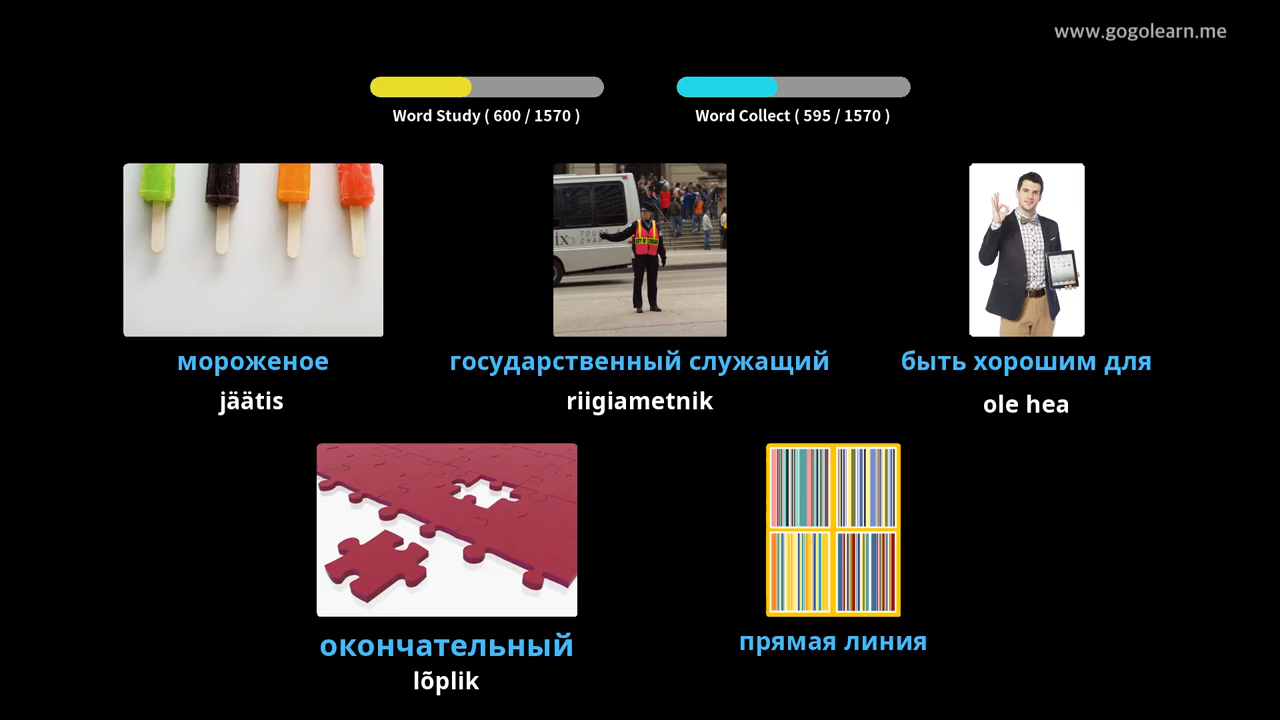 www.gogolearn.me
Word Study ( 600 / 1570 )
Word Collect ( 595 / 1570 )
мороженое
jäätis
государственный служащий
riigiametnik
быть хорошим для
ole hea
окончательный
lõplik
прямая линия